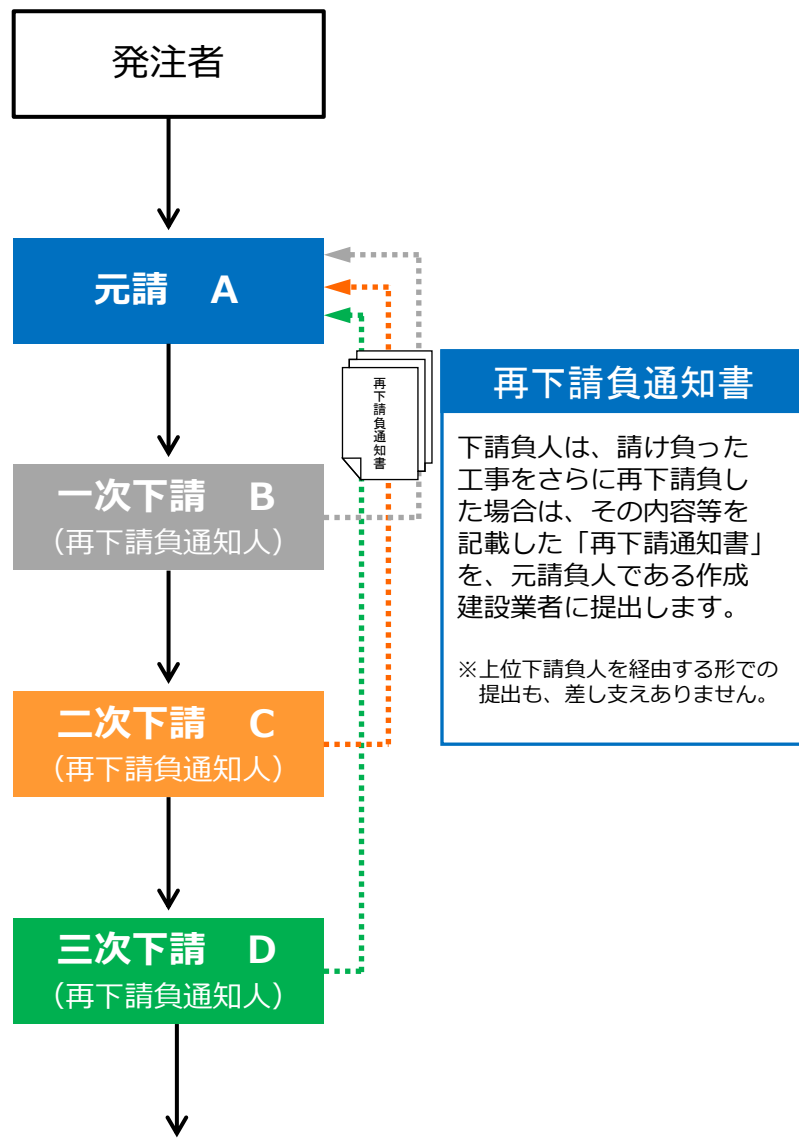 発注者
元請　A
再下請負通知書
一次下請　B
（再下請負通知人）
二次下請　C
（再下請負通知人）
三次下請　D
（再下請負通知人）
再下請負通知書
下請負人は、請け負った
工事をさらに再下請負し
た場合は、その内容等を
記載した「再下請通知書」
を、元請負人である作成
建設業者に提出します。
※上位下請負人を経由する形での
提出も、差し支えありません。